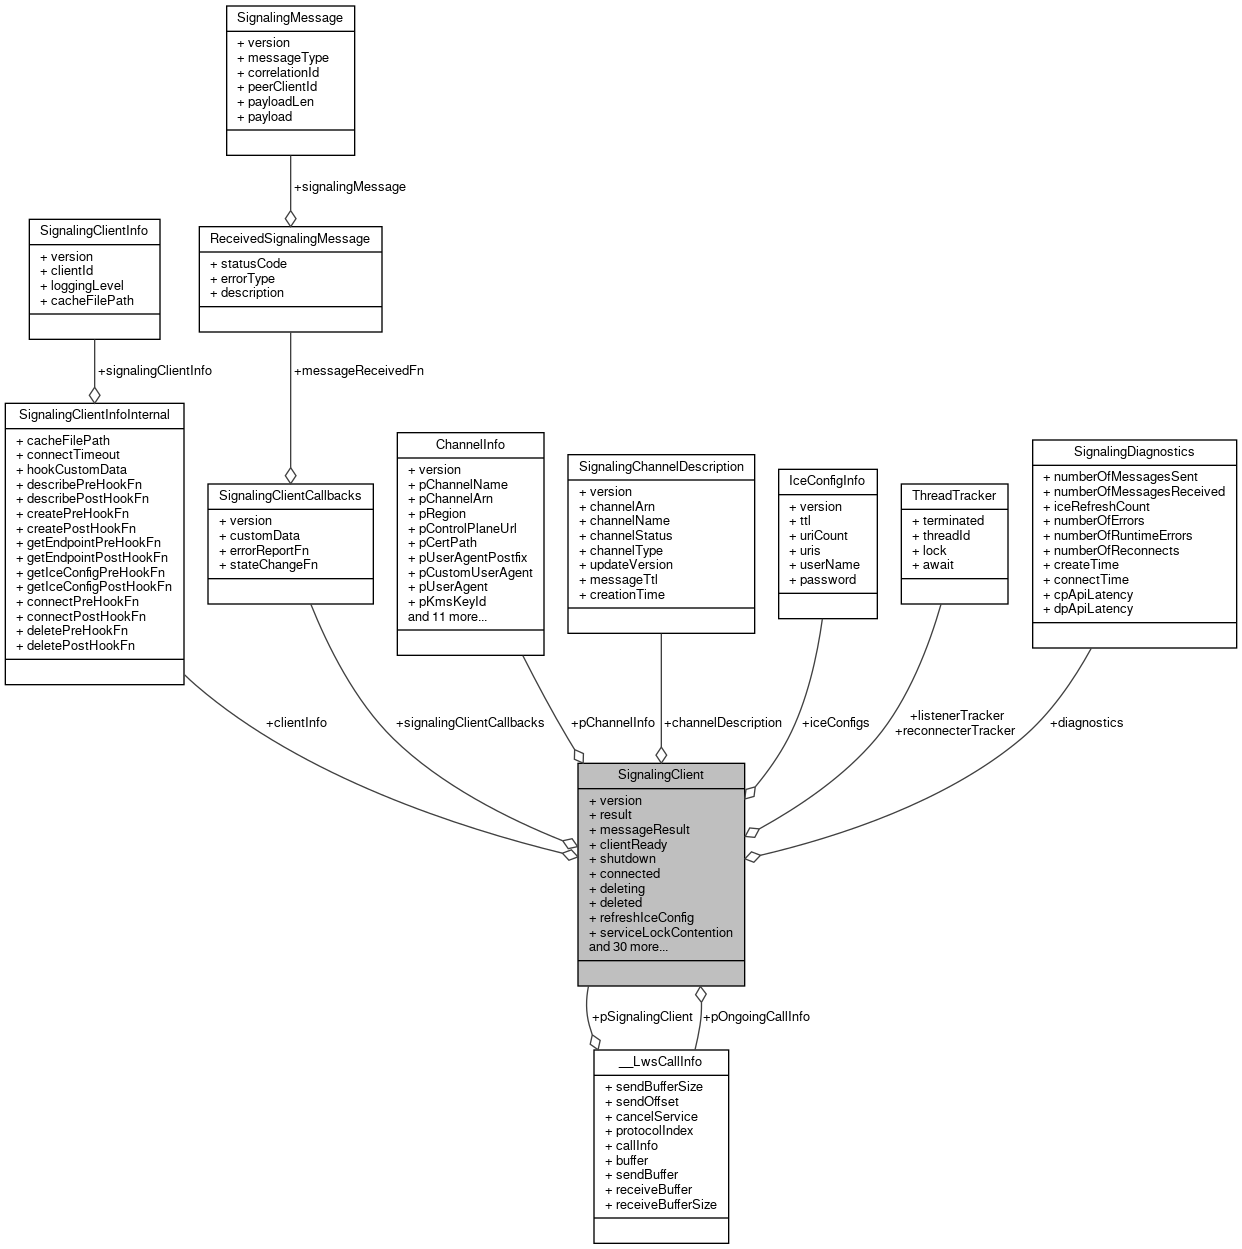 SignalingMessage
+ version
+ messageType
+ correlationId
+ peerClientId
+ payloadLen
+ payload
+signalingMessage
SignalingClientInfo
+ version
+ clientId
+ loggingLevel
+ cacheFilePath
ReceivedSignalingMessage
+ statusCode
+ errorType
+ description
+signalingClientInfo
+messageReceivedFn
SignalingClientInfoInternal
+ cacheFilePath
+ connectTimeout
+ hookCustomData
+ describePreHookFn
+ describePostHookFn
+ createPreHookFn
+ createPostHookFn
+ getEndpointPreHookFn
+ getEndpointPostHookFn
+ getIceConfigPreHookFn
+ getIceConfigPostHookFn
+ connectPreHookFn
+ connectPostHookFn
+ deletePreHookFn
+ deletePostHookFn
SignalingClientCallbacks
+ version
+ customData
+ errorReportFn
+ stateChangeFn
ChannelInfo
+ version
+ pChannelName
+ pChannelArn
+ pRegion
+ pControlPlaneUrl
+ pCertPath
+ pUserAgentPostfix
+ pCustomUserAgent
+ pUserAgent
+ pKmsKeyId
and 11 more...
SignalingChannelDescription
+ version
+ channelArn
+ channelName
+ channelStatus
+ channelType
+ updateVersion
+ messageTtl
+ creationTime
IceConfigInfo
+ version
+ ttl
+ uriCount
+ uris
+ userName
+ password
ThreadTracker
+ terminated
+ threadId
+ lock
+ await
SignalingDiagnostics
+ numberOfMessagesSent
+ numberOfMessagesReceived
+ iceRefreshCount
+ numberOfErrors
+ numberOfRuntimeErrors
+ numberOfReconnects
+ createTime
+ connectTime
+ cpApiLatency
+ dpApiLatency
+clientInfo
+signalingClientCallbacks
+pChannelInfo
+channelDescription
+iceConfigs
+listenerTracker
+reconnecterTracker
+diagnostics
SignalingClient
+ version
+ result
+ messageResult
+ clientReady
+ shutdown
+ connected
+ deleting
+ deleted
+ refreshIceConfig
+ serviceLockContention
and 30 more...
+pSignalingClient
+pOngoingCallInfo
__LwsCallInfo
+ sendBufferSize
+ sendOffset
+ cancelService
+ protocolIndex
+ callInfo
+ buffer
+ sendBuffer
+ receiveBuffer
+ receiveBufferSize